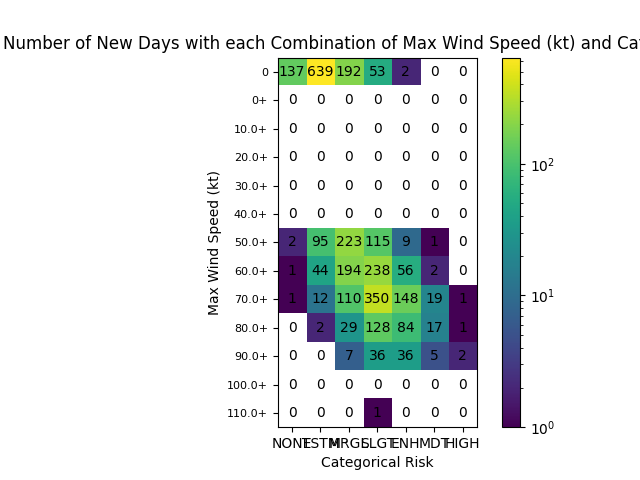 Number of New Days with each Combination of Max Wind Speed (kt) and Ca
0 137 639 192 53 2 0 0
0+ 0 0 0 0 0 0 0
10.0+ 0 0 0 0 0 0 0
20.0+ 0 0 0 0 0 0 0
30.0+ 0 0 0 0 0 0 0
40.0+ 0 0 0 0 0 0 0
50.0+ 2 95 223 115 9 1 0
60.0+ 1 44 194 238 56 2 0
70.0+ 1 12 110 350 148 19 1
80.0+ 0 2 29 128 84 17 1
90.0+ 0 0 7 36 36 5 2
100.0+ 0 0 0 0 0 0 0
110.0+ 0 0 0 1 0 0 0
NONE TSTM MRGL SLGT ENH MDT HIGH
Categorical Risk
Max Wind Speed (kt)
10²
10¹
10⁰